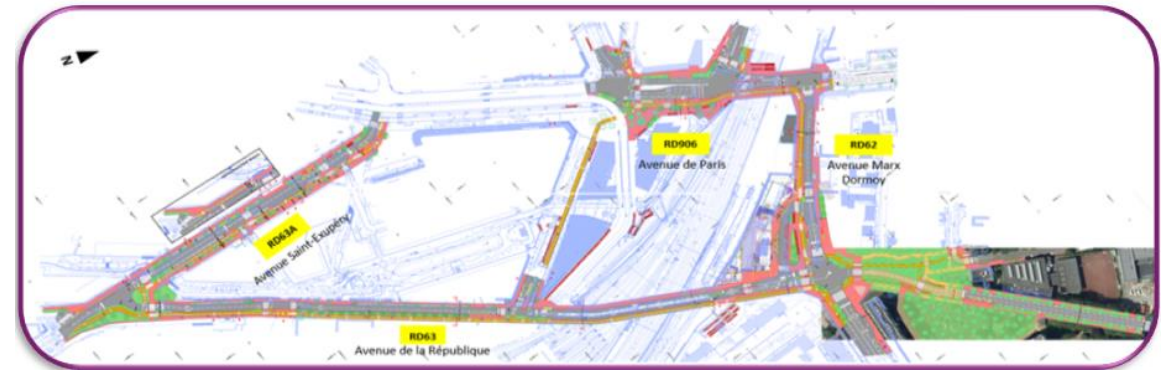 N
RD906
Avenue de Paris
RD62
Avenue Marx
Dormoy
RD63A
Avenue Saint-Exupéry
RD63
Avenue de la République